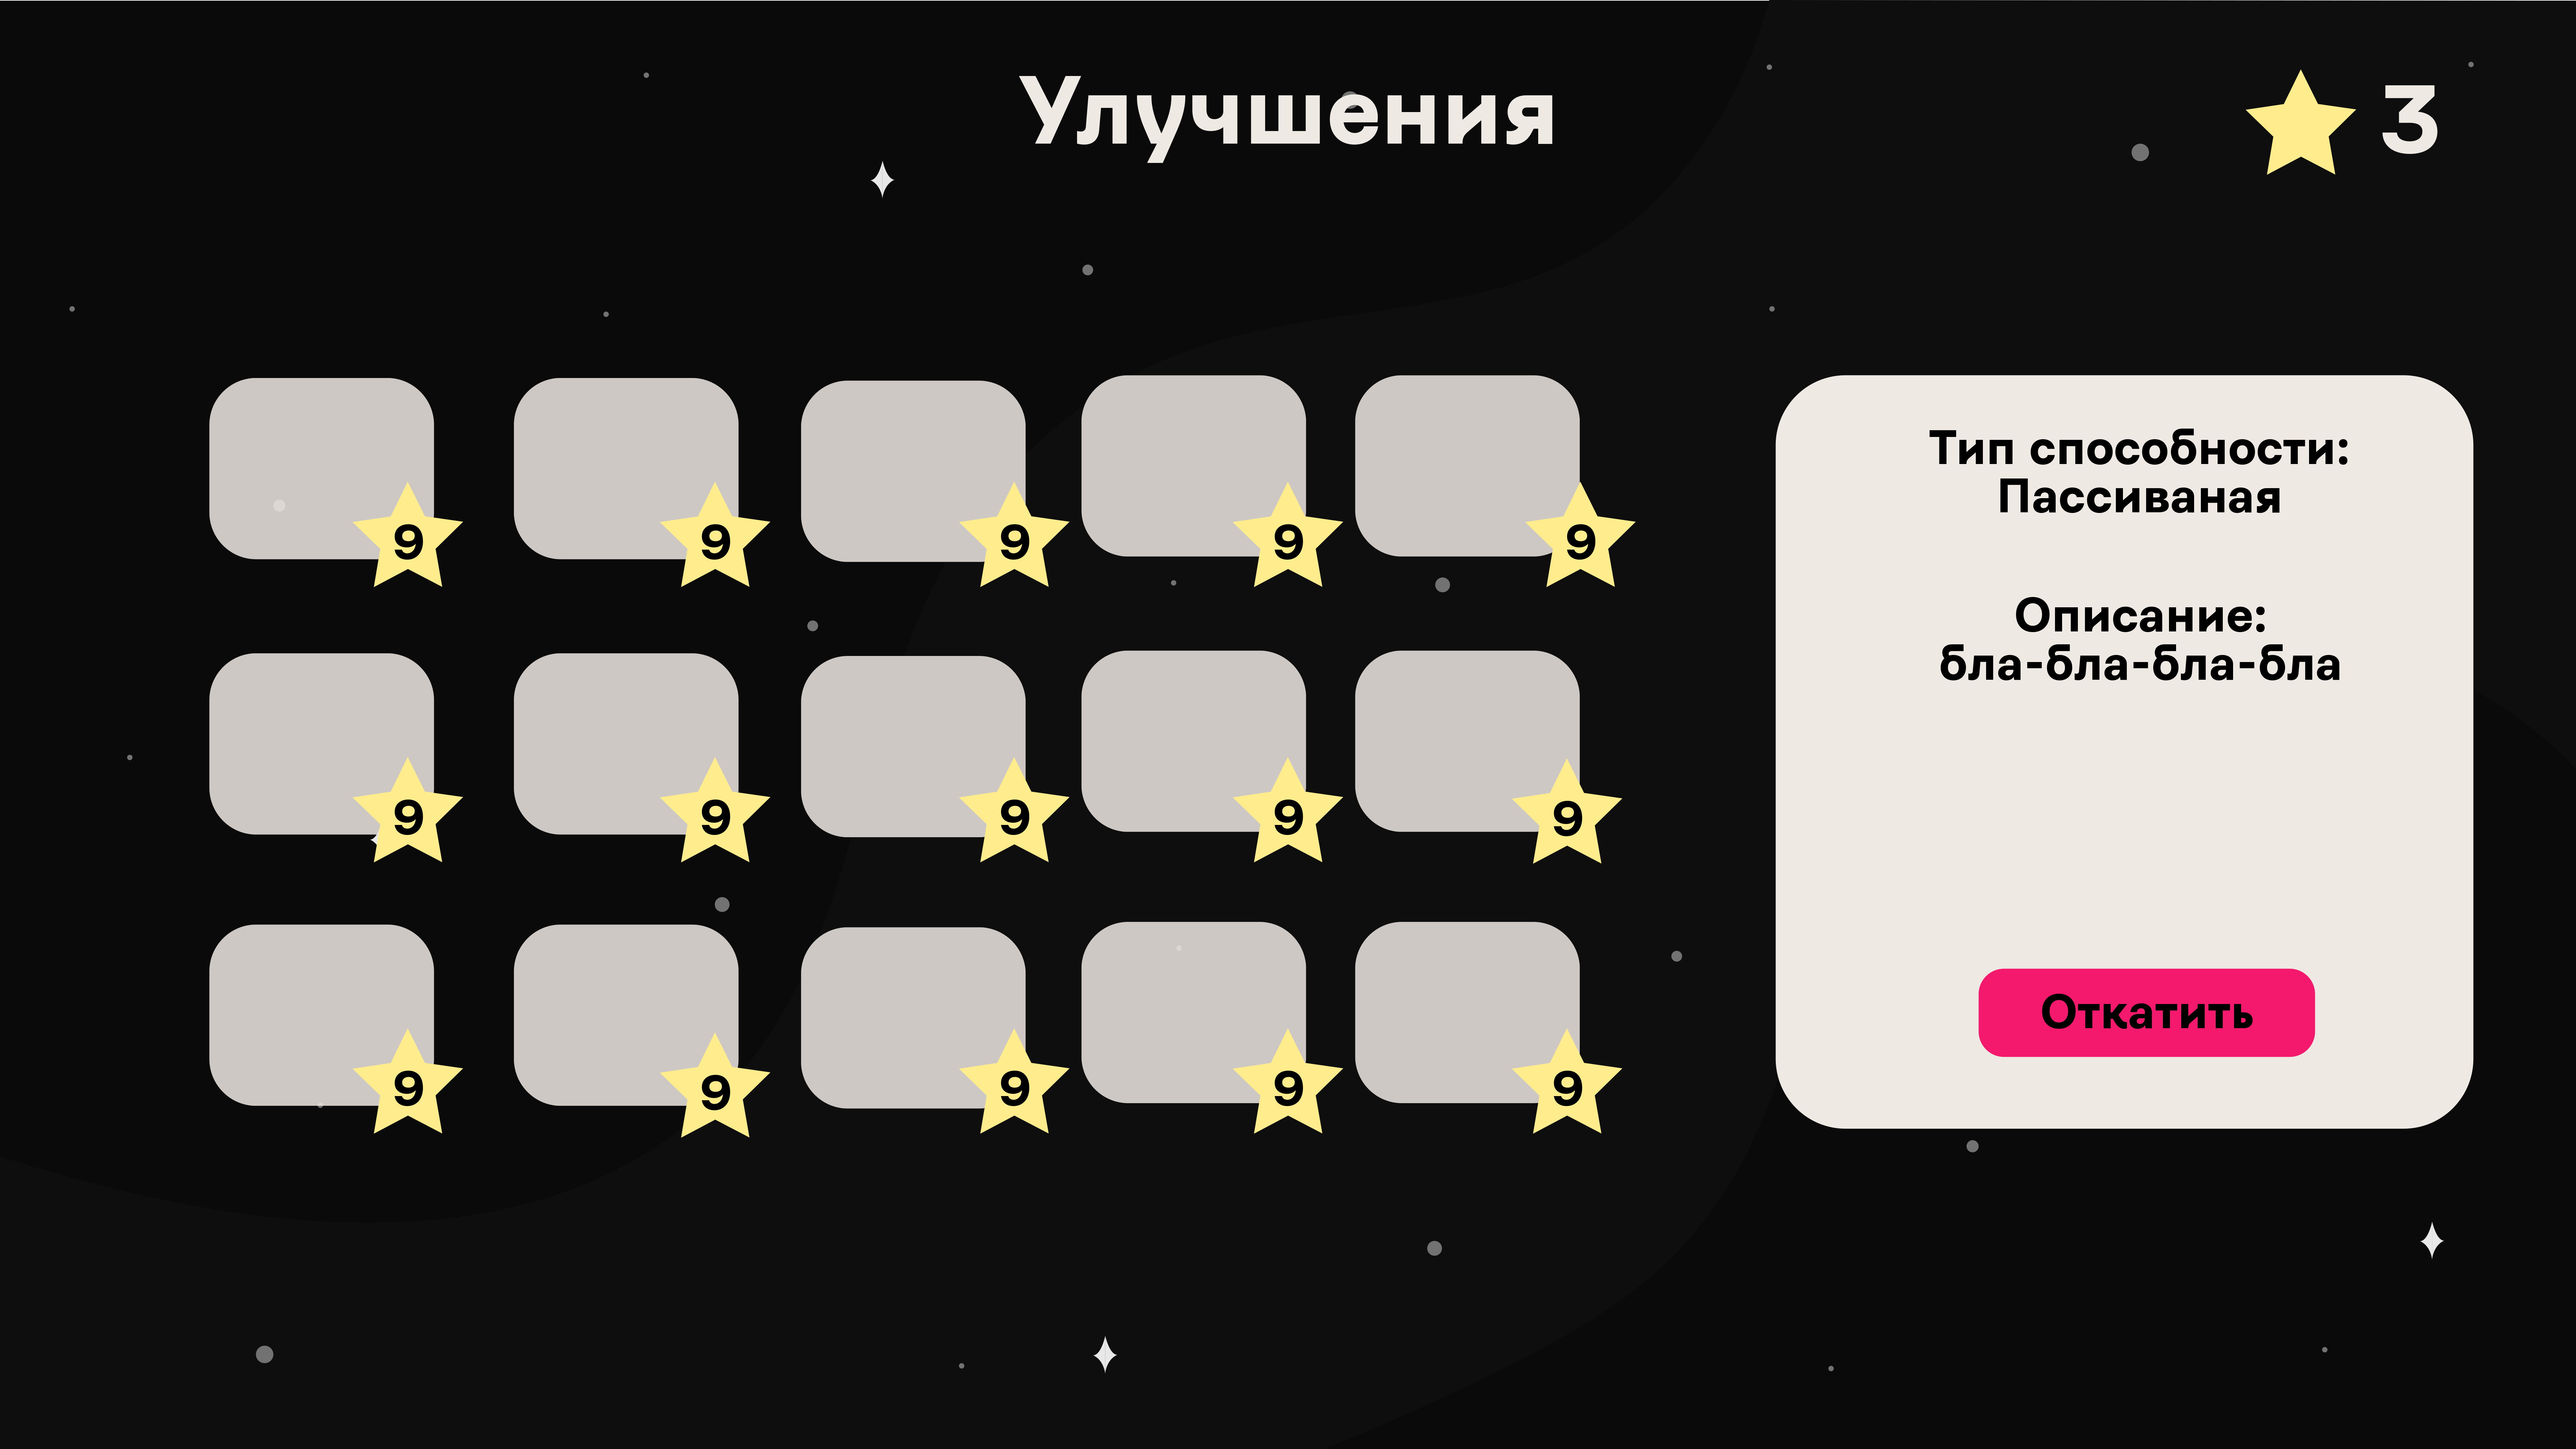 Улучшения
3
9 9 9 9 9
9 9 9 9 9
9 9 9 9 9
Тип способности:
Пассиваная
Описание:
бла-бла-бла-бла
Откатить